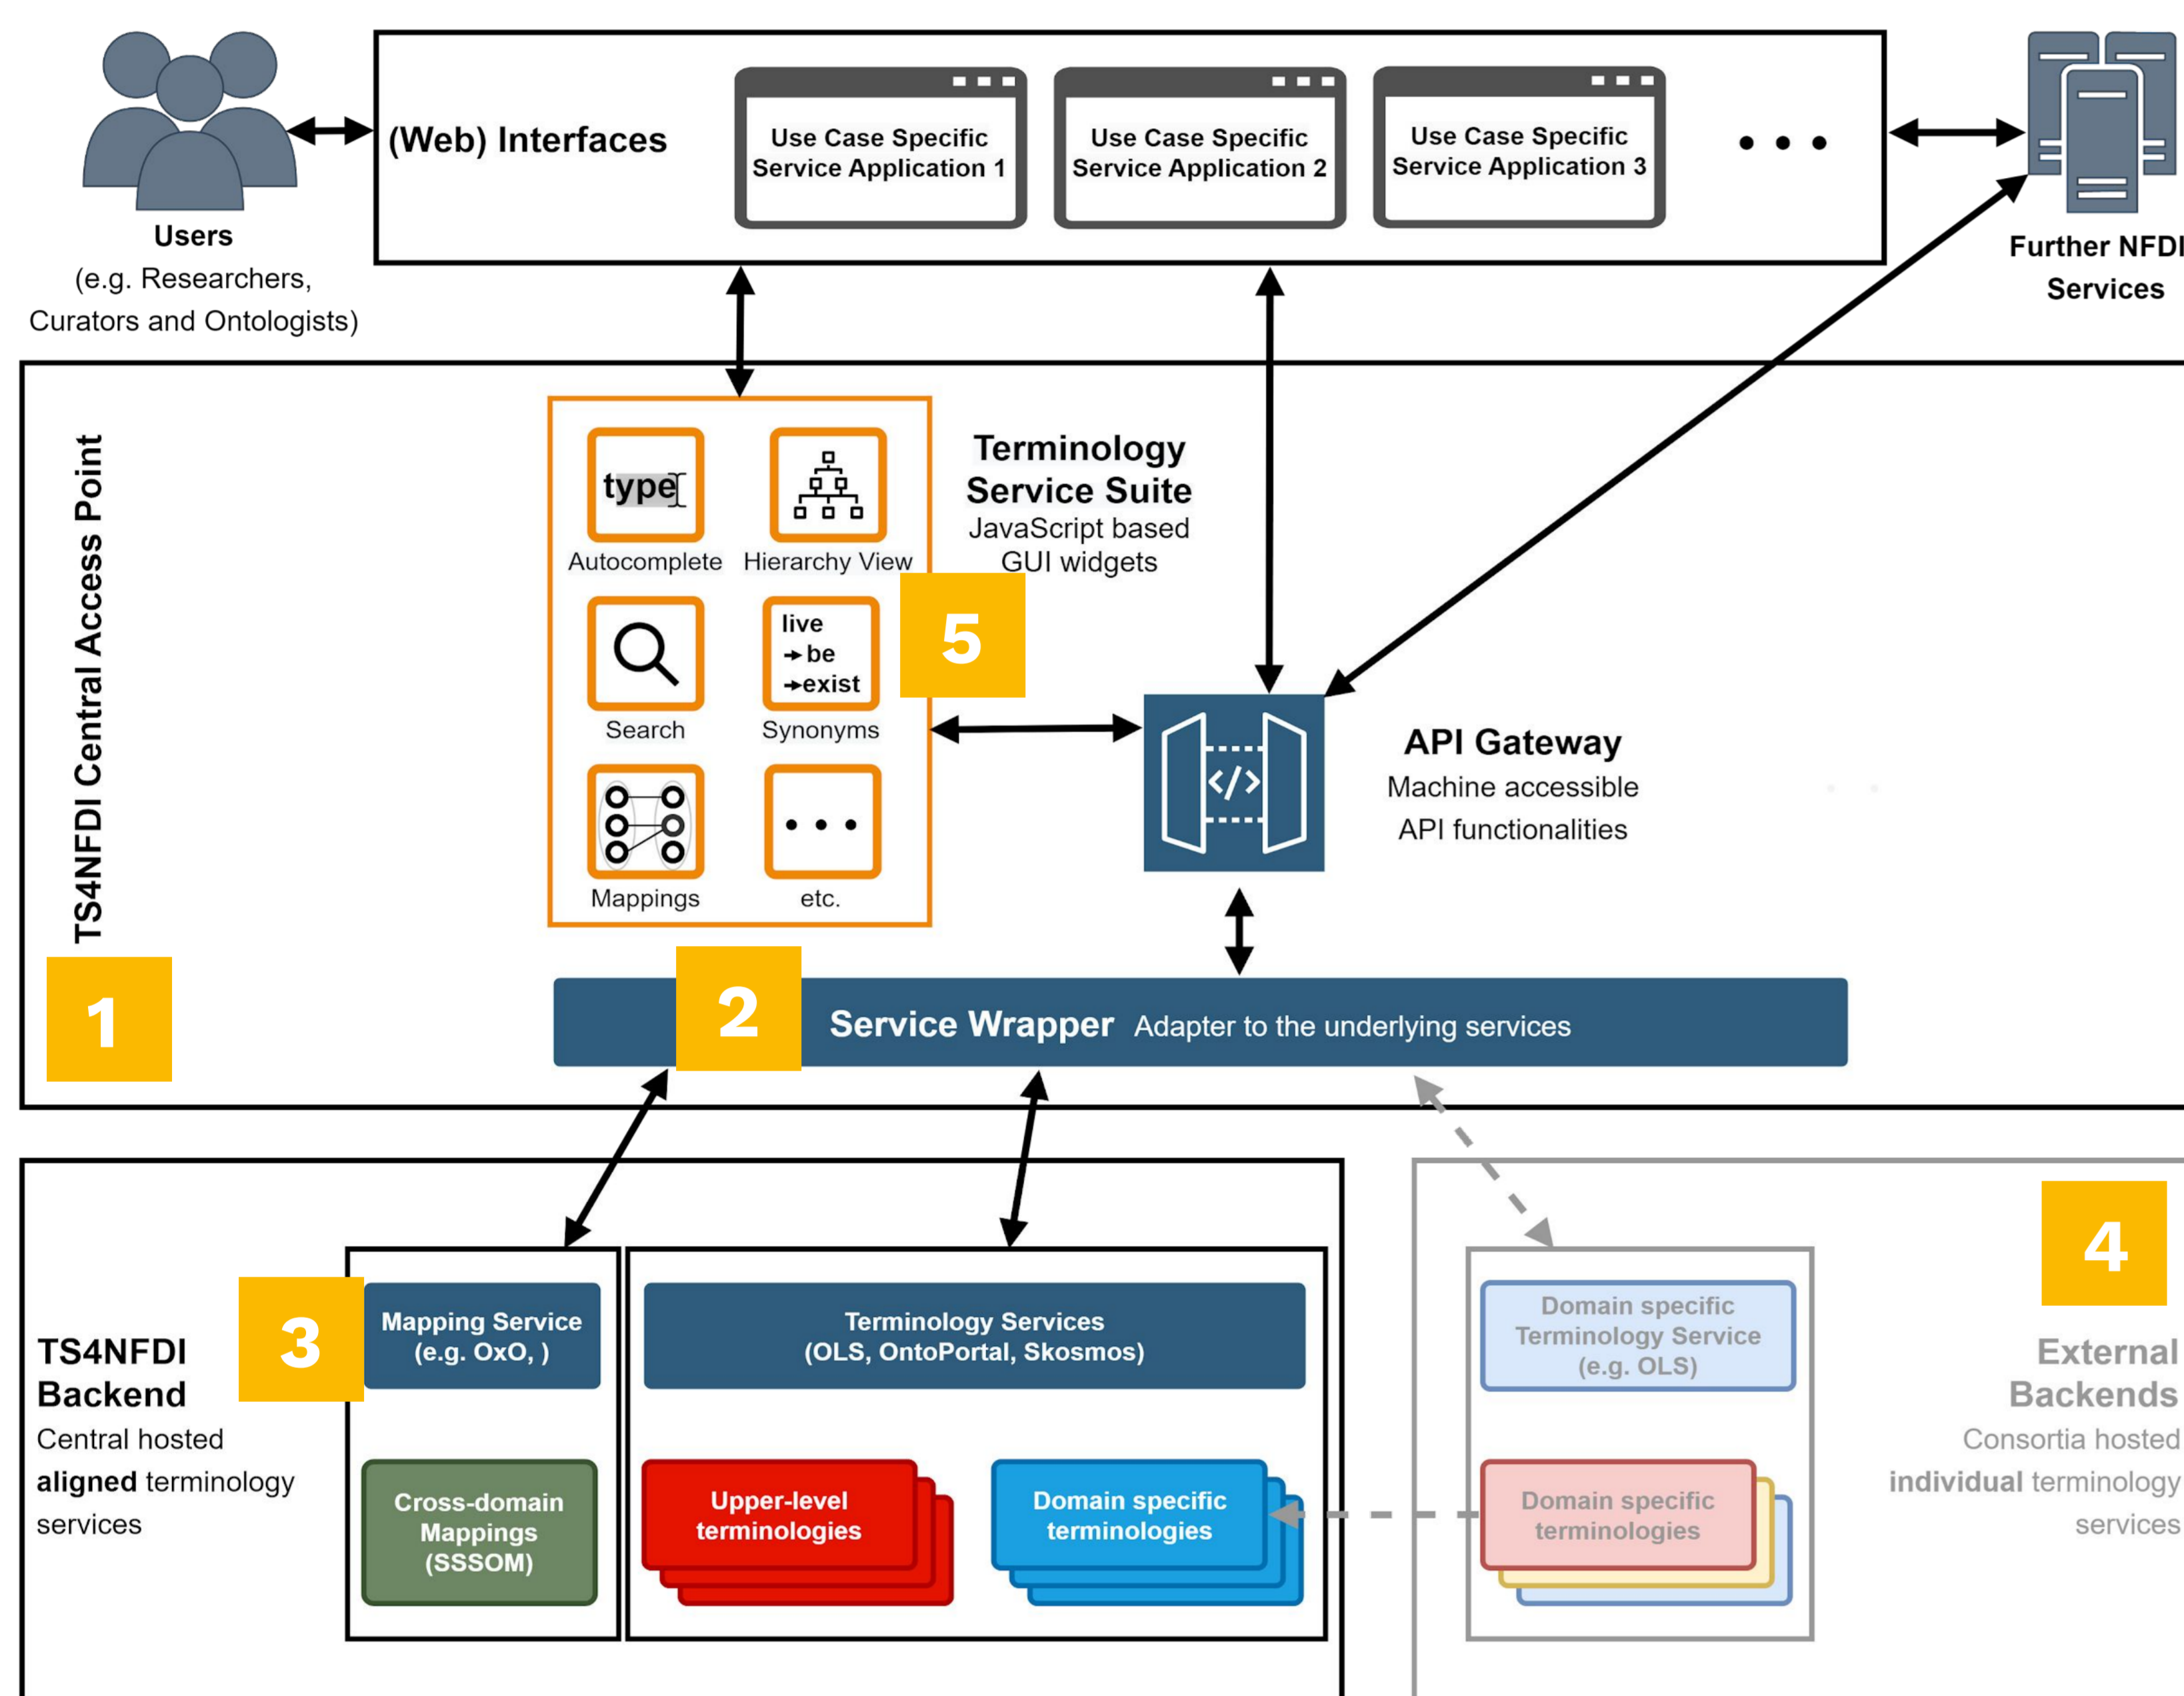 (Web) Interfaces
Use Case Specific
Service Application 1
Use Case Specific
Service Application 2
Use Case Specific
Service Application 3
Users
(e.g. Researchers,
Curators and Ontologists)
Further NFDI
Services
TS4NFDI Central Access Point
1
type
Autocomplete
Hierarchy View
Search
live
→be
→exist
Synonyms
Mappings
etc.
5
Terminology
Service Suite
JavaScript based
GUI widgets
</>
API Gateway
Machine accessible
API functionalities
2
Service Wrapper Adapter to the underlying services
TS4NFDI
Backend
Central hosted
aligned terminology
services
3
Mapping Service
(e.g. OxO, )
Cross-domain
Mappings
(SSSOM)
Terminology Services
(OLS, OntoPortal, Skosmos)
Upper-level
terminologies
Domain specific
terminologies
Domain specific
Terminology Service
(e.g. OLS)
Domain specific
terminologies
4
External
Backends
Consortia hosted
individual terminology
services